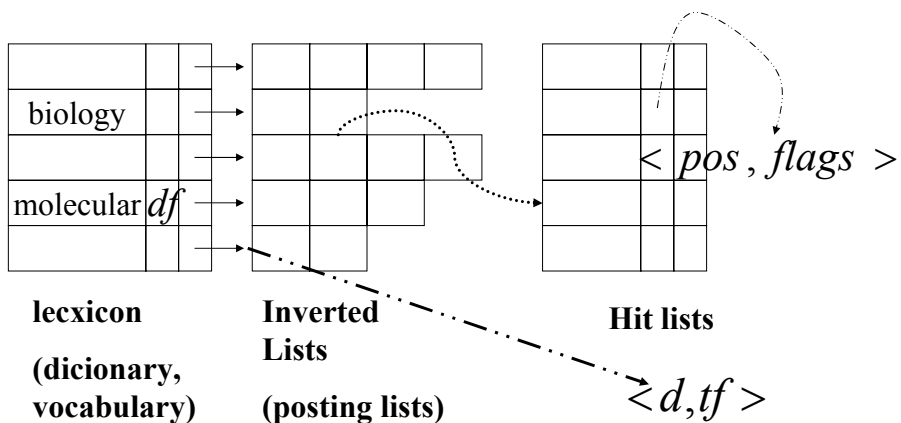 biology
molecular df
< pos , flags >
lecxicon
(dicionary,
vocabulary)
Inverted
Lists
(posting lists)
Hit lists
< d,tf >